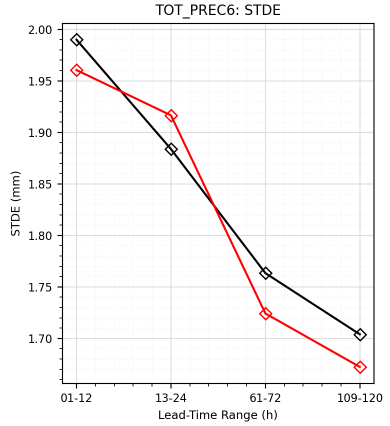 TOT_PREC6: STDE
2.00
1.95
1.90
1.85
1.80
1.75
1.70
STDE (mm)
01-12 13-24 61-72 109-120
Lead-Time Range (h)